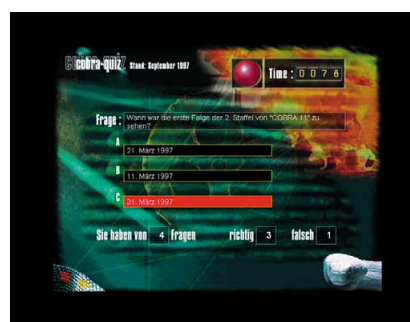 cobra-quiz Stand: September 1997
Time : 0 0 7 8
Frage : Wann war die erste Folge der 2. Staffel von "COBRA 11" zu
sehen?
A
21. März 1997
B
11. März 1997
C
31. März 1997
Sie haben von 4 Fragen richtig 3 falsch 1